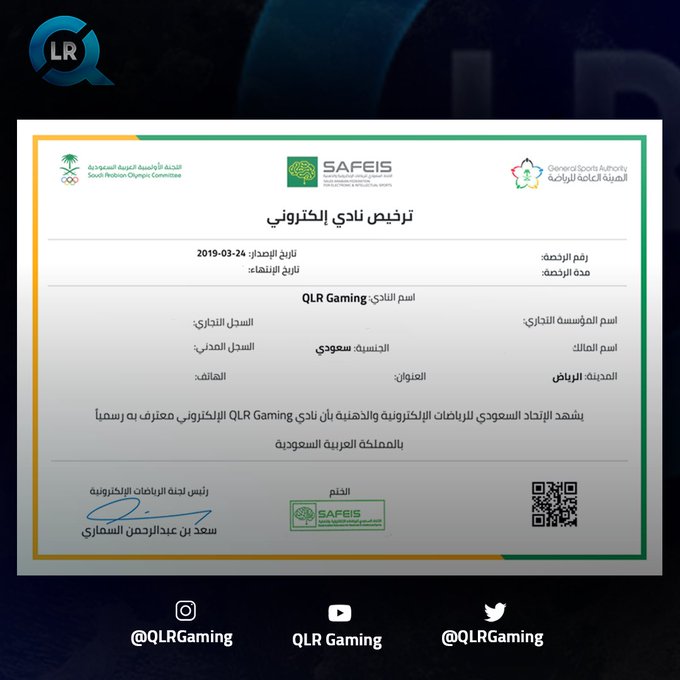 LR
اللجنة الأولمبية العربية السعودية
Saudi Arabian Olympic Committee
SAFEIS
الاتحاد السعودي للرياضات الإلكترونية والذهنية
SAUDI ARABIAN FEDERATION
FOR ELECTRONIC & INTELLECTUAL SPORTS
General Sports Authority
الهيئة العامة للرياضة
ترخيص نادي إلكتروني
رقم الرخصة:
تاريخ الإصدار: 24-03-2019
مدة الرخصة:
تاريخ الإنتهاء:
اسم النادي: QLR Gaming
اسم المؤسسة التجاري:
السجل التجاري:
اسم المالك
الجنسية: سعودي
السجل المدني:
المدينة: الرياض
العنوان:
الهاتف:
يشهد الإتحاد السعودي للرياضات الإلكترونية والذهنية بأن نادي QLR Gaming الإلكتروني معترف به رسمياً
بالمملكة العربية السعودية
الختم
SAFEIS
رئيس لجنة الرياضات الإلكترونية
سعد بن عبدالرحمن السماري
@QLRGaming
QLR Gaming
@QLRGaming